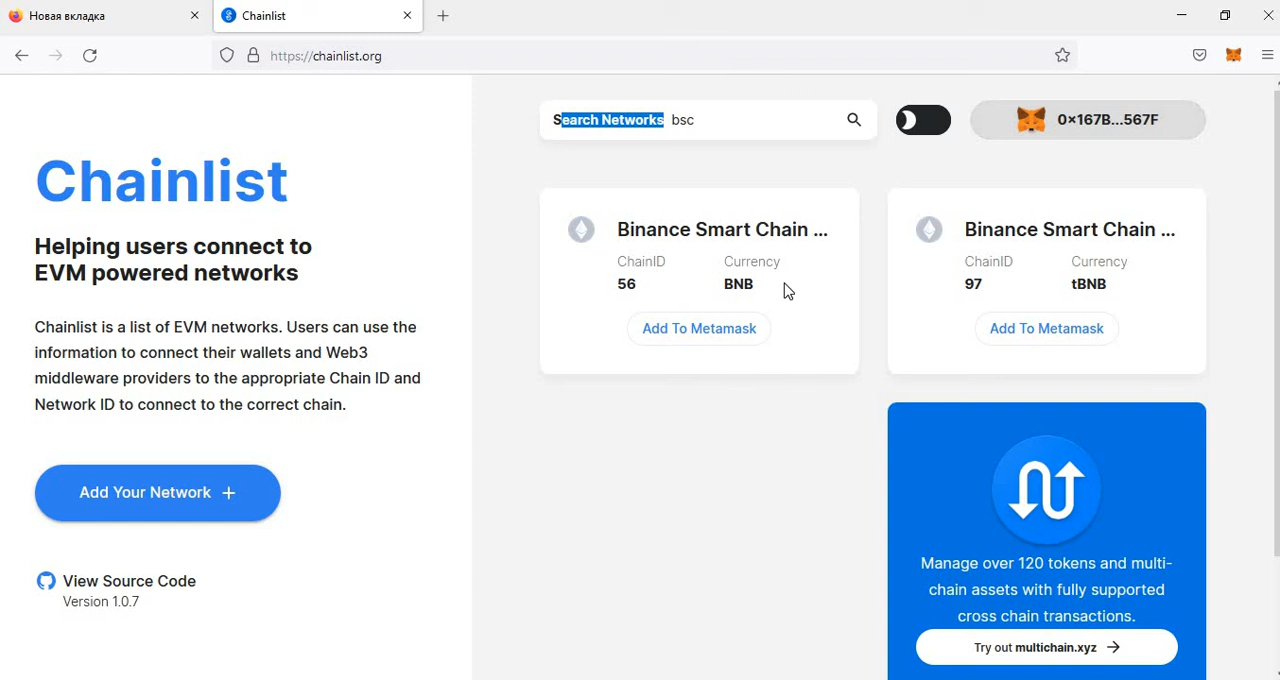 Новая вкладка
Chainlist
https://chainlist.org
Search Networks bsc
0×167B...567F
Chainlist
Helping users connect to
EVM powered networks
Chainlist is a list of EVM networks. Users can use the
information to connect their wallets and Web3
middleware providers to the appropriate Chain ID and
Network ID to connect to the correct chain.
Add Your Network
View Source Code
Version 1.0.7
Binance Smart Chain ...
ChainID Currency
56 BNB
Add To Metamask
Binance Smart Chain ...
ChainID Currency
97 tBNB
Add To Metamask
Manage over 120 tokens and multi-
chain assets with fully supported
cross chain transactions.
Try out multichain.xyz